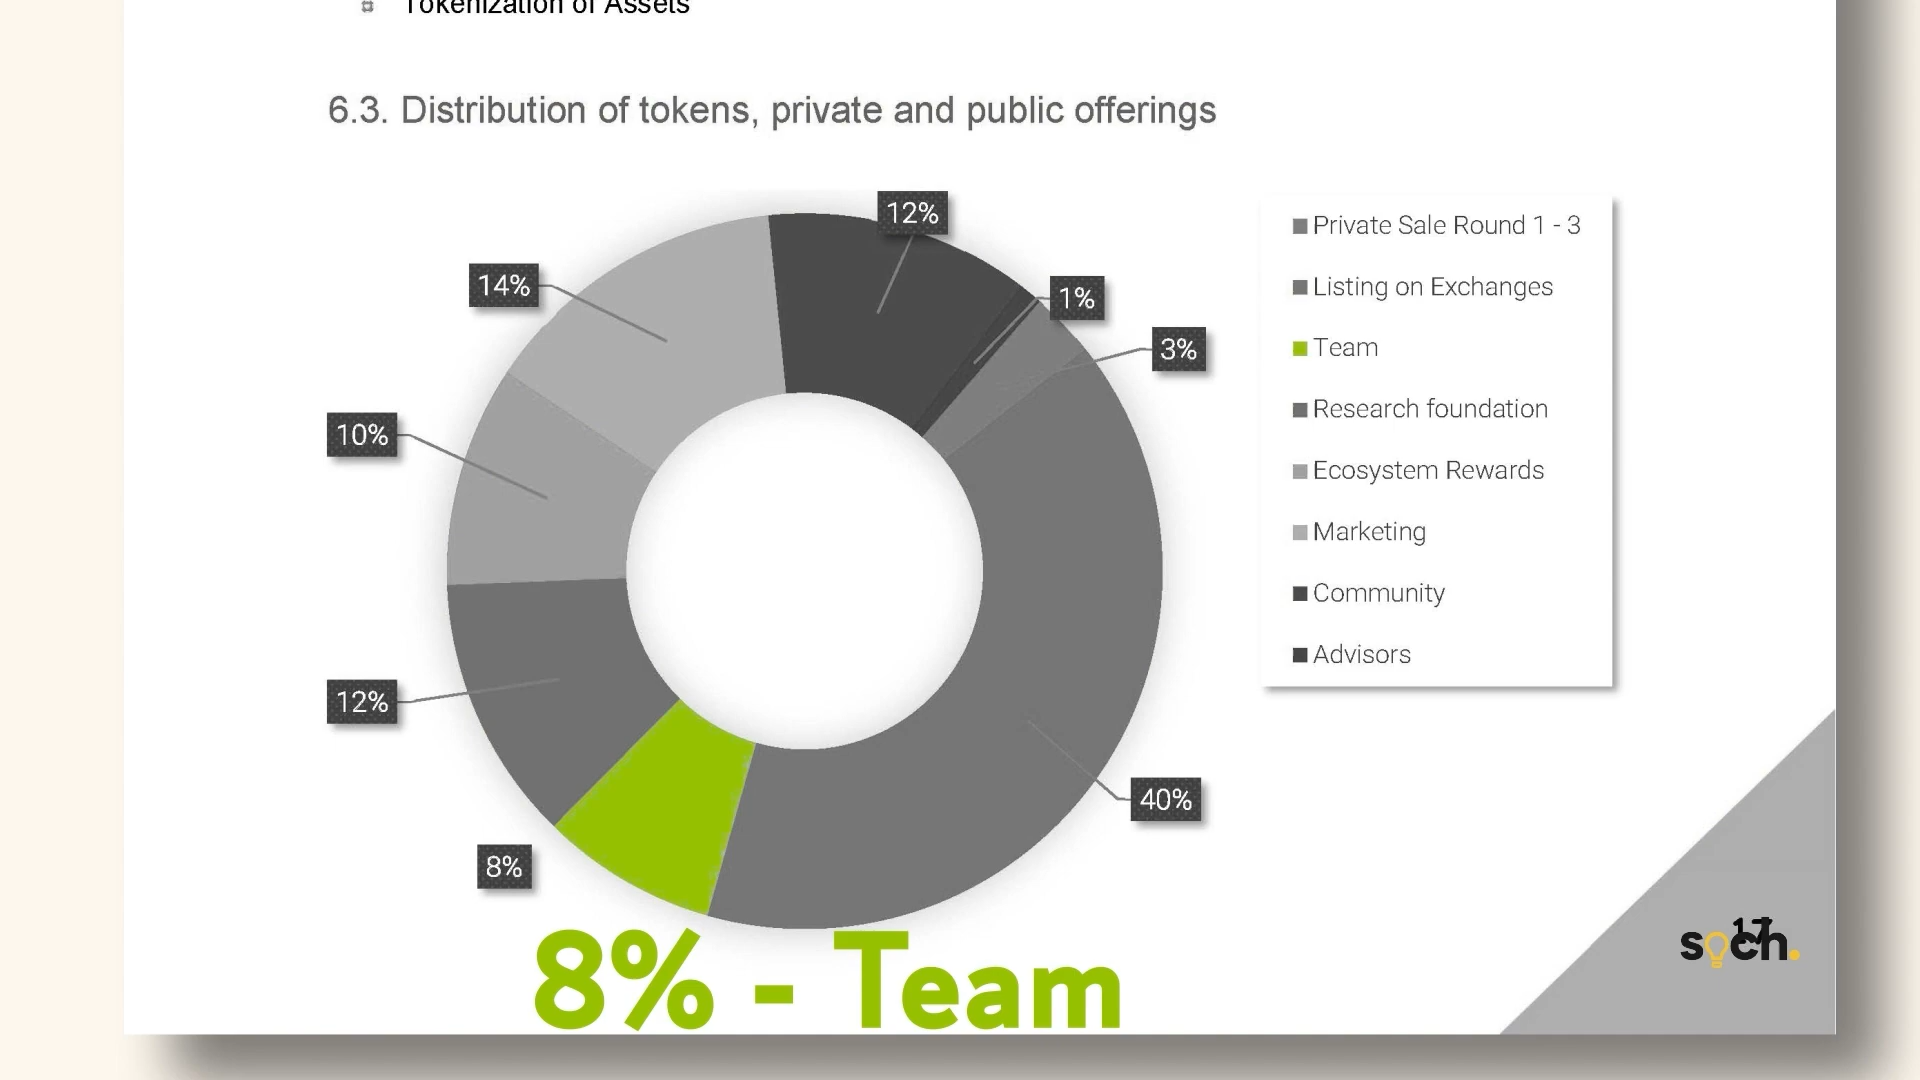 Tokenization of Assets
6.3. Distribution of tokens, private and public offerings
12%
14%
1%
3%
10%
12%
40%
8%
Private Sale Round 1 - 3
Listing on Exchanges
Team
Research foundation
Ecosystem Rewards
Marketing
Community
Advisors
8% - Team
17
soch.